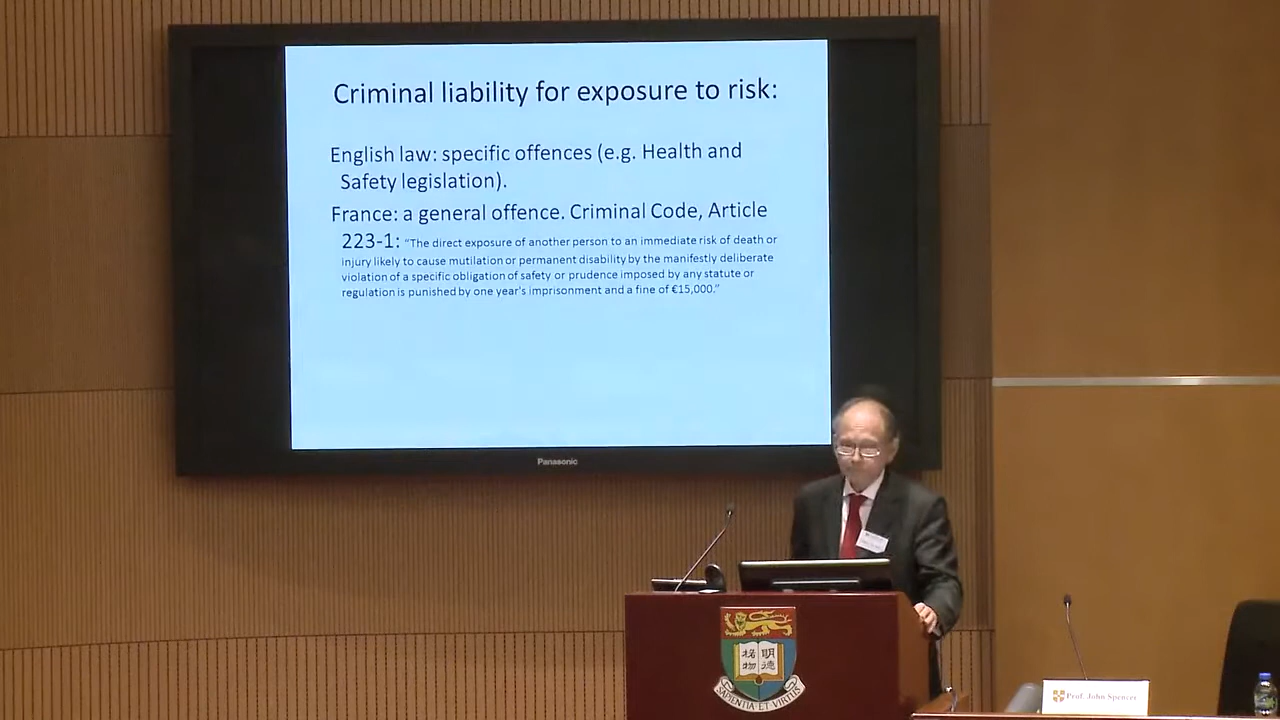 Criminal liability for exposure to risk:
English law: specific offences (e.g. Health and
Safety legislation).
France: a general offence. Criminal Code, Article
223-1: “The direct exposure of another person to an immediate risk of death or
injury likely to cause mutilation or permanent disability by the manifestly deliberate
violation of a specific obligation of safety or prudence imposed by any statute or
regulation is punished by one year's imprisonment and a fine of €15,000.”
Panasonic
明德
格物
SAPIENTIA·ET·VIRTUS
Prof. John Spencer